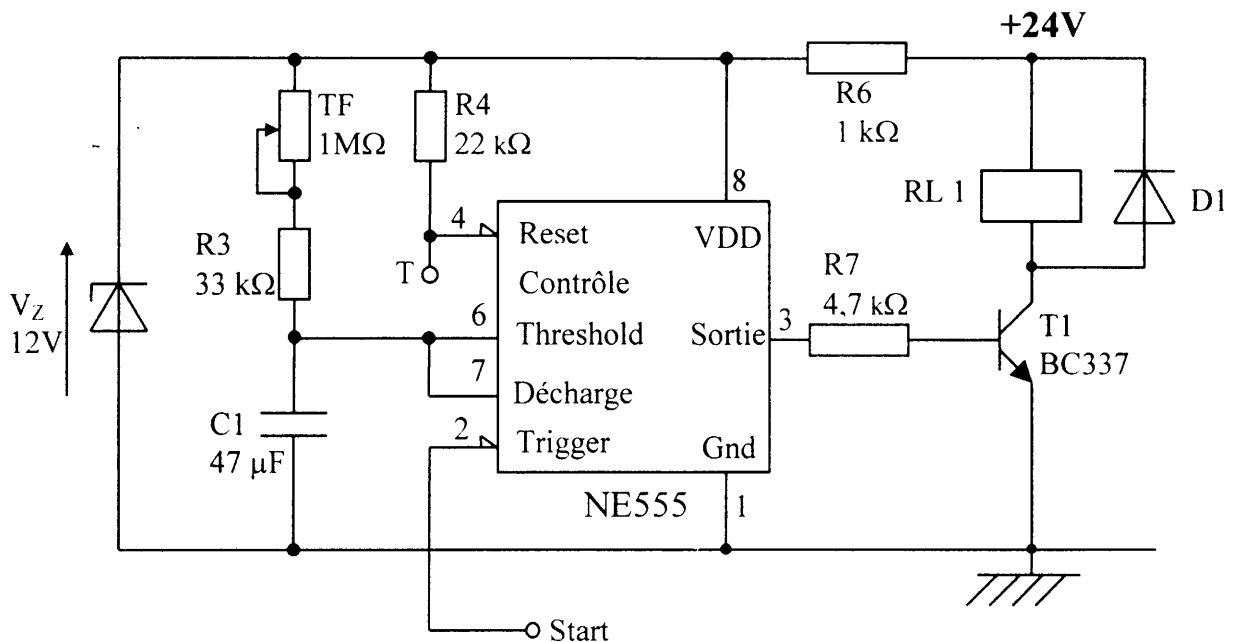 +24V
TF
1MΩ
R4
22 kΩ
R6
1 kΩ
8
RL 1
D1
4
Reset
VDD
R3
33 kΩ
T
Contrôle
R7
4,7 kΩ
VZ
12V
6
Threshold
Sortie
3
T1
BC337
7
Décharge
C1
47 µF
2
Trigger
Gnd
NE555
1
Start